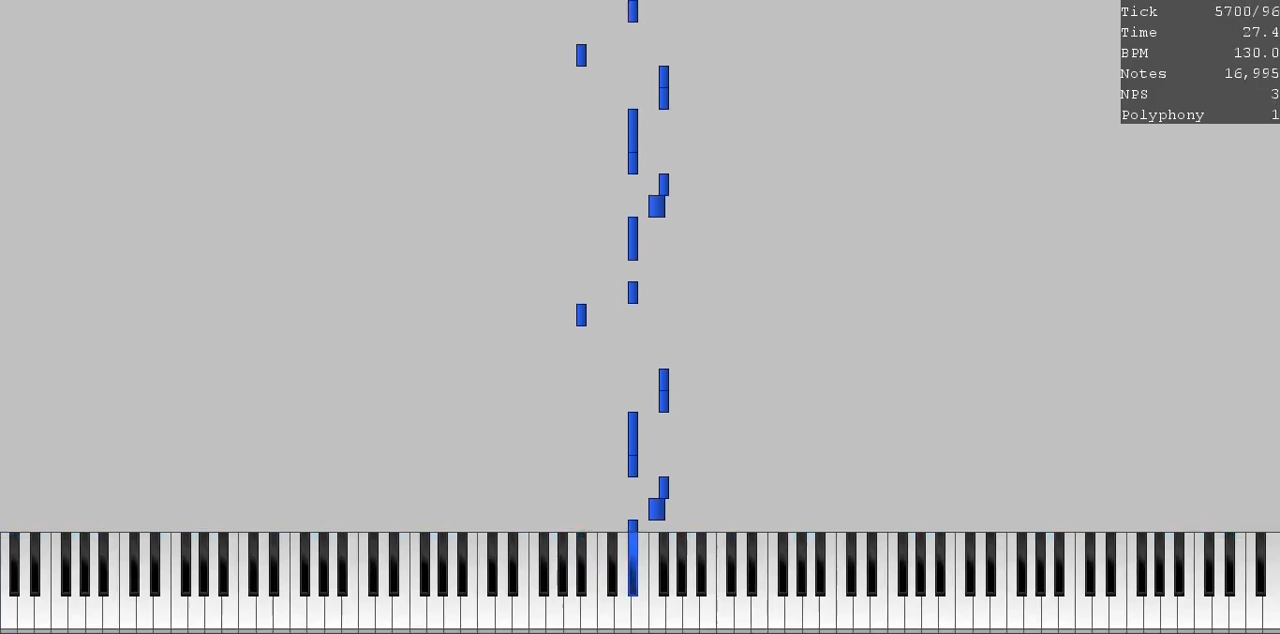 Tick 5700/96
Time 27.4
BPM 130.0
Notes 16,995
NPS 3
Polyphony 1